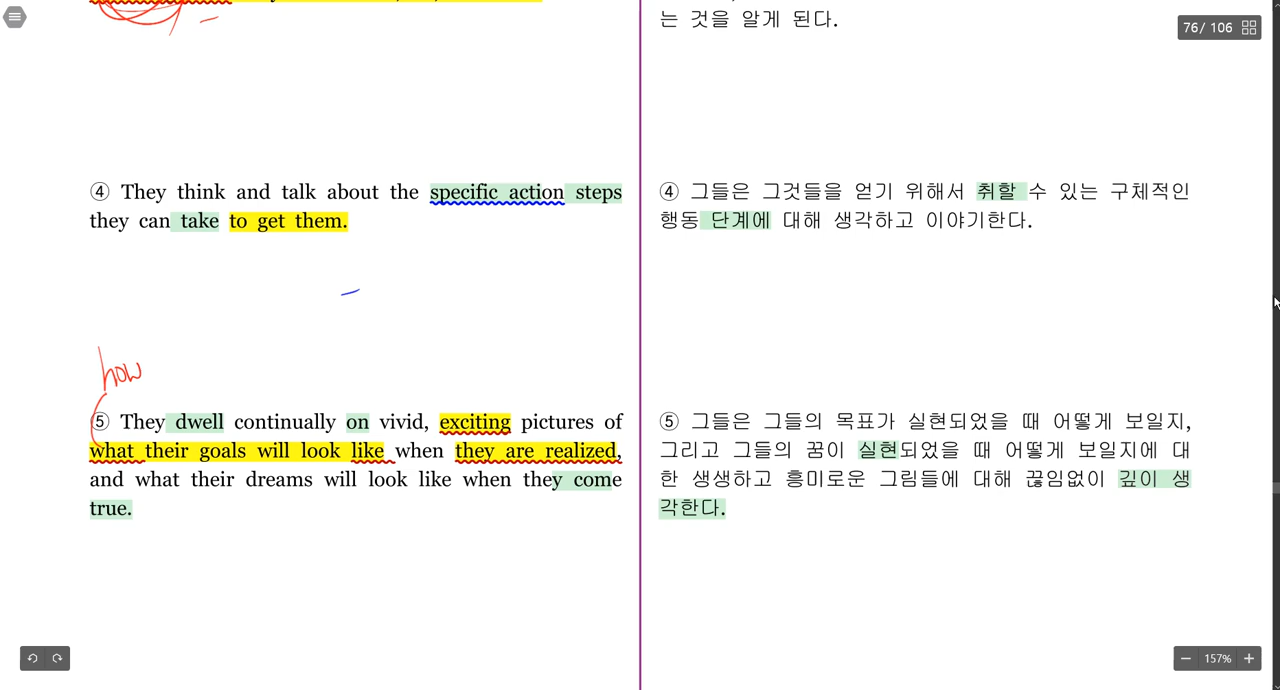 는 것을 알게 된다.
76/ 106
④ They think and talk about the specific action steps
they can take to get them.
④ 그들은 그것들을 얻기 위해서 취할 수 있는 구체적인
행동 단계에 대해 생각하고 이야기한다.
how
⑤ They dwell continually on vivid, exciting pictures of
what their goals will look like when they are realized,
and what their dreams will look like when they come
true.
⑤ 그들은 그들의 목표가 실현되었을 때 어떻게 보일지,
그리고 그들의 꿈이 실현되었을 때 어떻게 보일지에 대
한 생생하고 흥미로운 그림들에 대해 끊임없이 깊이 생
각한다.
157%